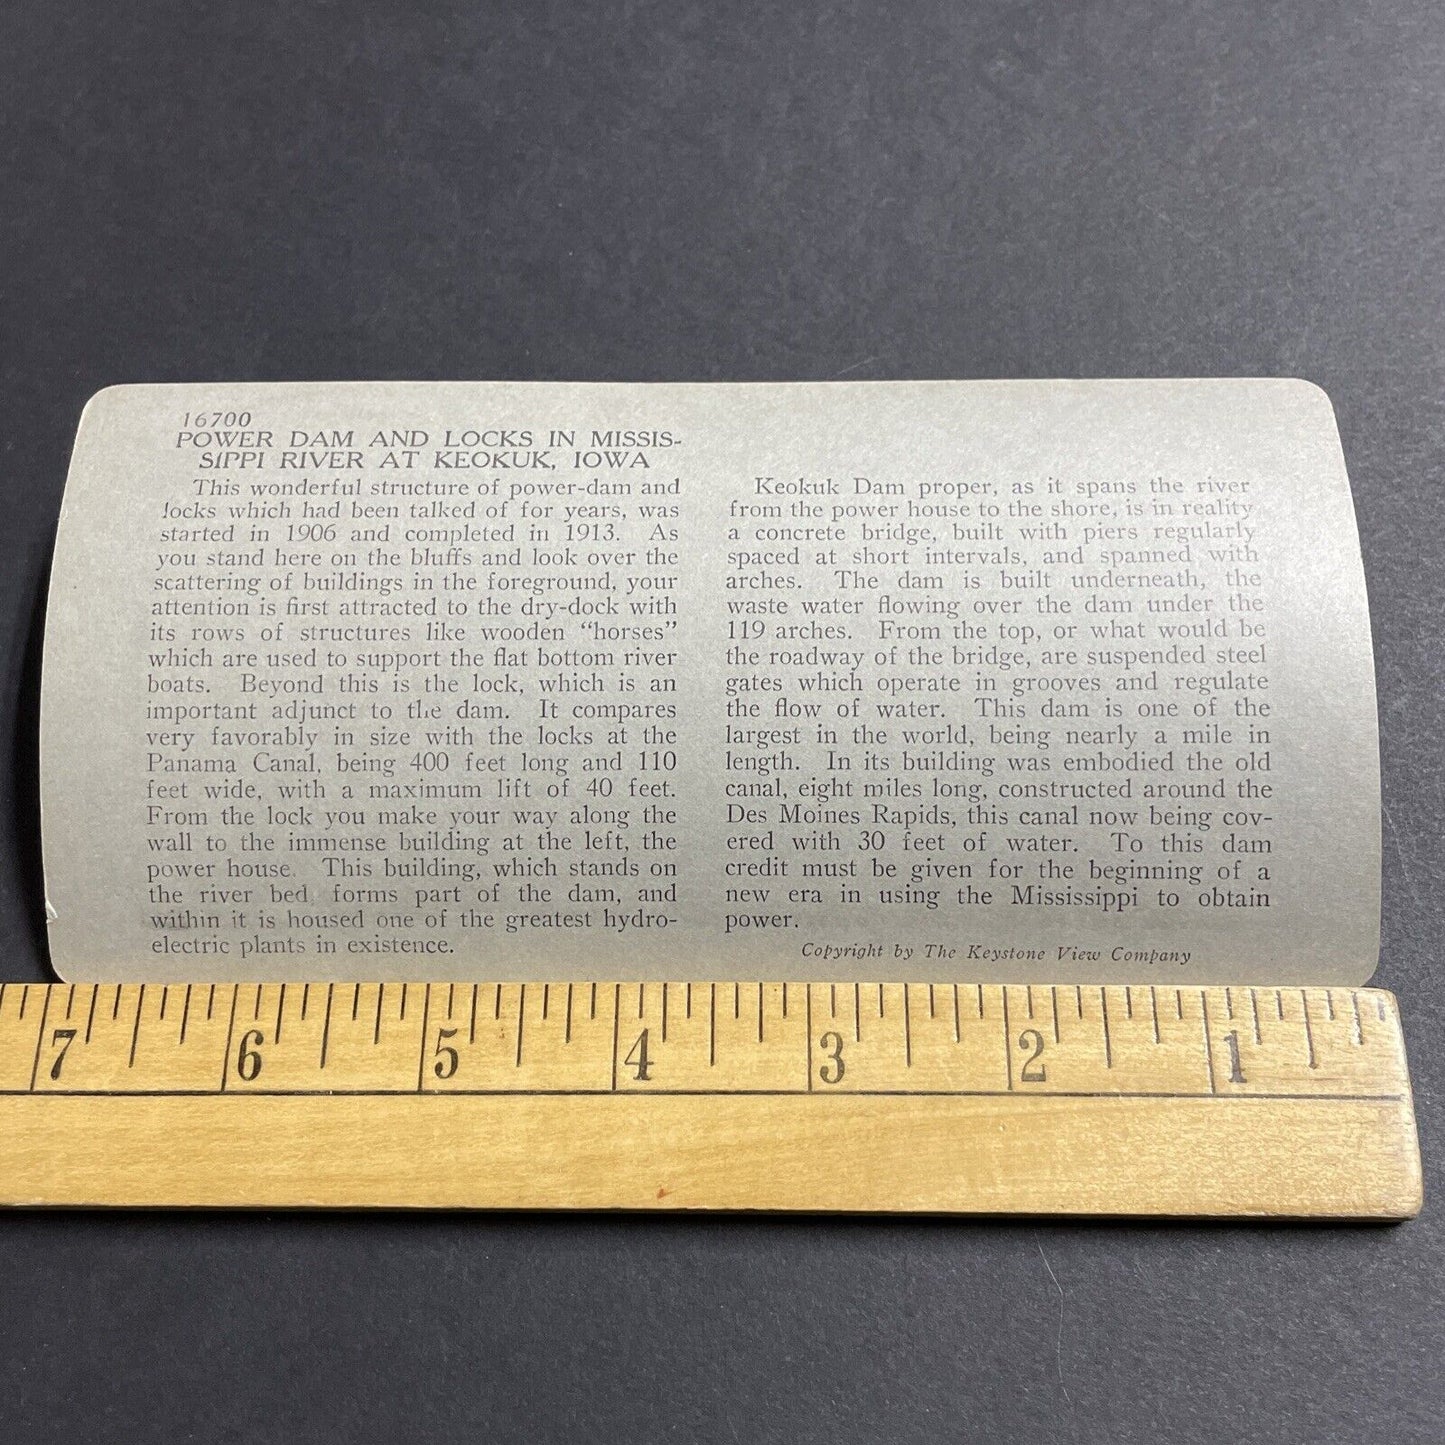 16700
POWER DAM AND LOCKS IN MISSIS-
SIPPI RIVER AT KEOKUK, IOWA
This wonderful structure of power-dam and
locks which had been talked of for years, was
started in 1906 and completed in 1913. As
you stand here on the bluffs and look over the
scattering of buildings in the foreground, your
attention is first attracted to the dry-dock with
its rows of structures like wooden "horses"
which are used to support the flat bottom river
boats. Beyond this is the lock, which is an
important adjunct to the dam. It compares
very favorably in size with the locks at the
Panama Canal, being 400 feet long and 110
feet wide, with a maximum lift of 40 feet.
From the lock you make your way along the
wall to the immense building at the left, the
power house. This building, which stands on
the river bed, forms part of the dam, and
within it is housed one of the greatest hydro-
electric plants in existence.
Keokuk Dam proper, as it spans the river
from the power house to the shore, is in reality
a concrete bridge, built with piers regularly
spaced at short intervals, and spanned with
arches. The dam is built underneath, the
waste water flowing over the dam under the
119 arches. From the top, or what would be
the roadway of the bridge, are suspended steel
gates which operate in grooves and regulate
the flow of water. This dam is one of the
largest in the world, being nearly a mile in
length. In its building was embodied the old
canal, eight miles long, constructed around the
Des Moines Rapids, this canal now being cov-
ered with 30 feet of water. To this dam
credit must be given for the beginning of a
new era in using the Mississippi to obtain
power.
Copyright by The Keystone View Company
7 6 5 4 3 2 1